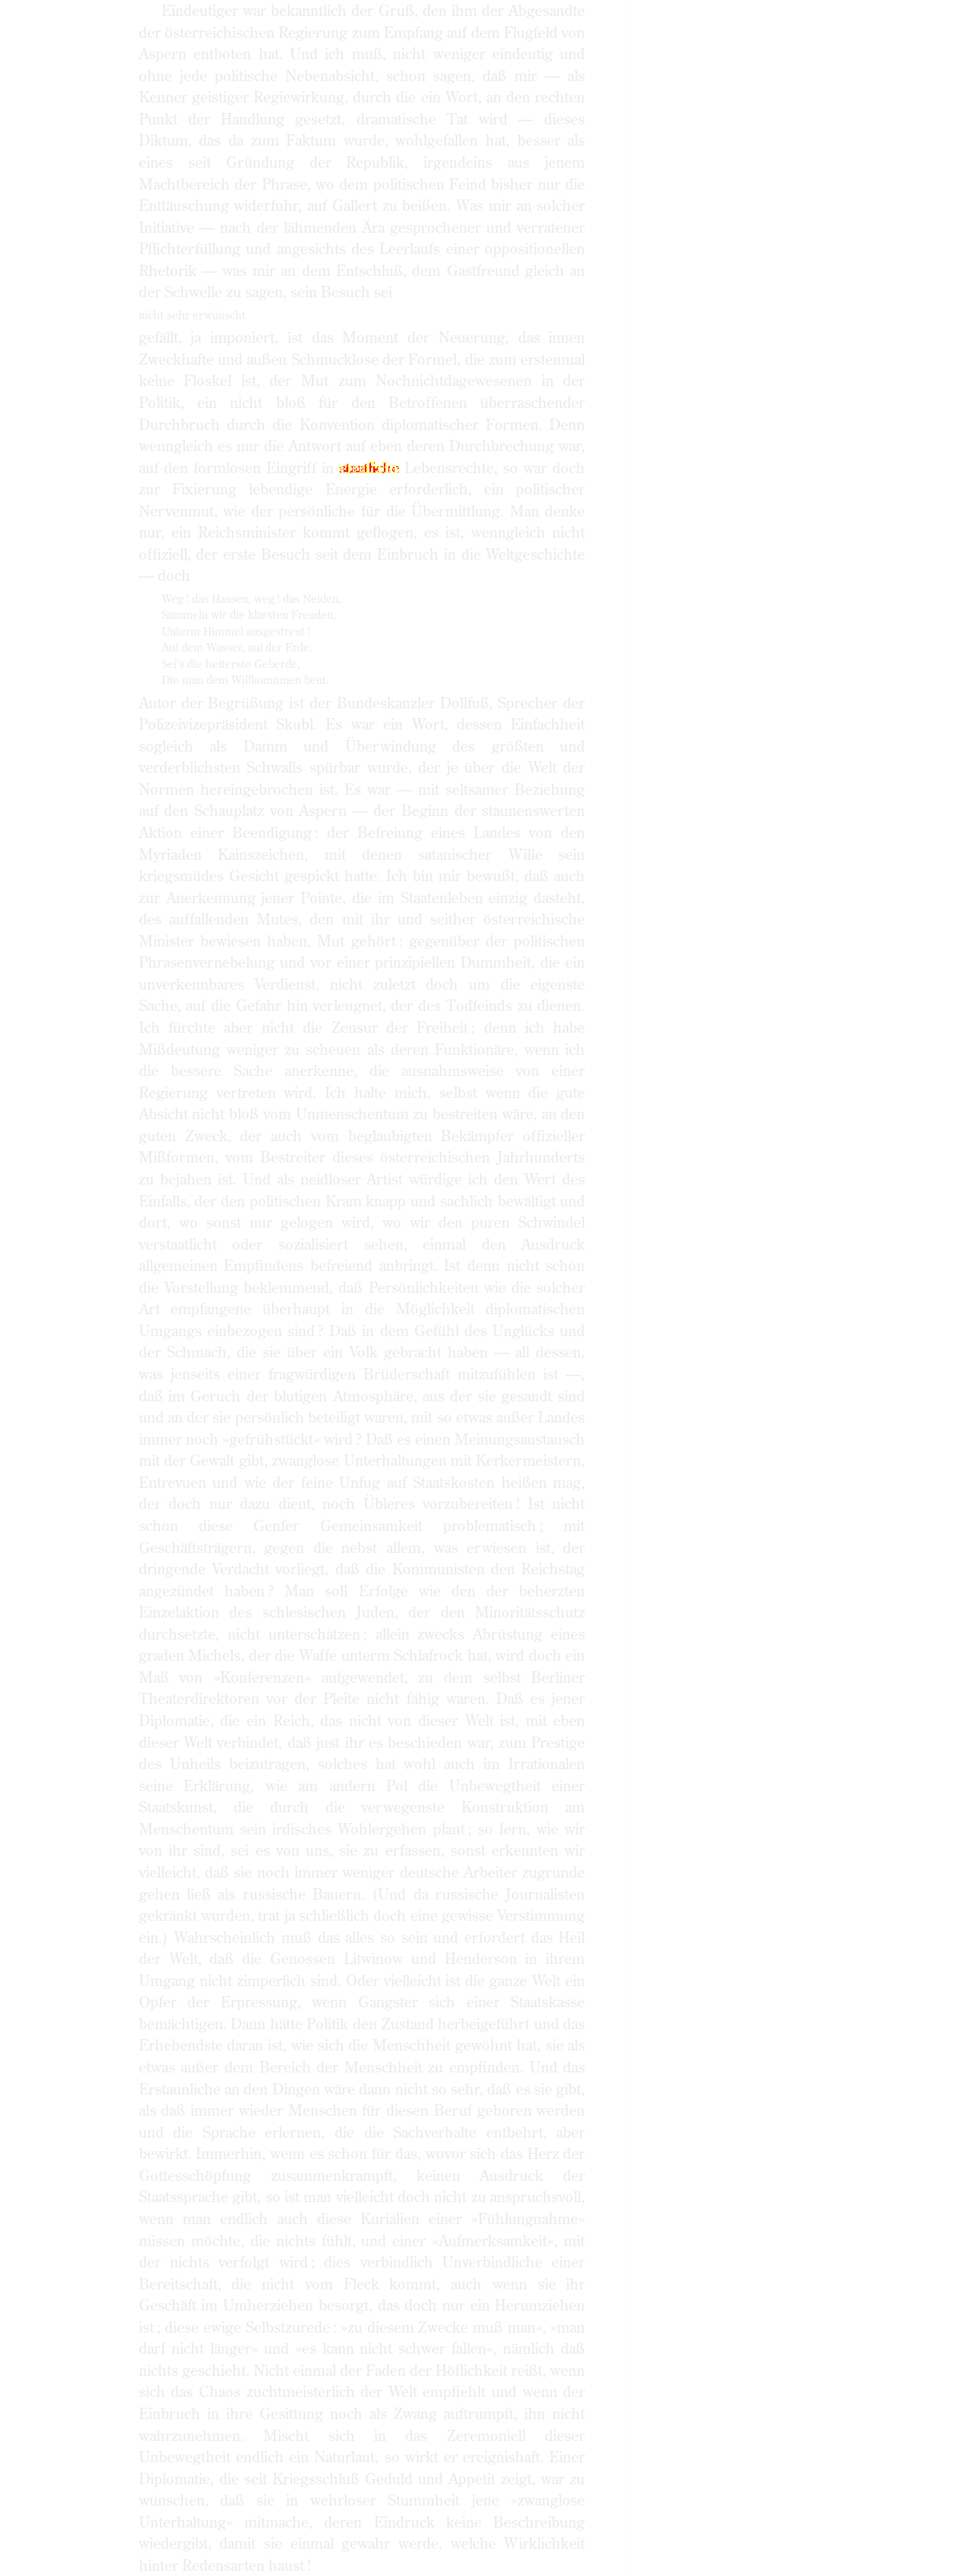 Eindeutiger war bekanntlich der Gruß, den ihm der Abgesandte
der österreichischen Regierung zum Empfang auf dem Flugfeld von
Aspern entboten hat. Und ich muß, nicht weniger eindeutig und
ohne jede politische Nebenabsicht, schon sagen, daß mir — als
Kenner geistiger Regiewirkung, durch die ein Wort, an den rechten
Punkt der Handlung gesetzt, dramatische Tat wird — dieses
Diktum, das da zum Faktum wurde, wohlgefallen hat, besser als
eines seit Gründung der Republik, irgendeins aus jenem
Machtbereich der Phrase, wo dem politischen Feind bisher nur die
Enttäuschung widerfuhr, auf Gallert zu beißen. Was mir an solcher
Initiative — nach der lähmenden Ära gesprochener und verratener
Pflichterfüllung und angesichts des Leerlaufs einer oppositionellen
Rhetorik — was mir an dem Entschluß, dem Gastfreund gleich an
der Schwelle zu sagen, sein Besuch sei
nicht sehr erwünscht
gefällt, ja imponiert, ist das Moment der Neuerung, das innen
Zweckhafte und außen Schmucklose der Formel, die zum erstenmal
keine Floskel ist, der Mut zum Nochnichtdagewesenen in der
Politik, ein nicht bloß für den Betroffenen überraschender
Durchbruch durch die Konvention diplomatischer Formen. Denn
wenngleich es nur die Antwort auf eben deren Durchbrechung war,
auf den formlosen Eingriff in staatliche Lebensrechte, so war doch
zur Fixierung lebendige Energie erforderlich, ein politischer
Nervenmut, wie der persönliche für die Übermittlung. Man denke
nur, ein Reichsminister kommt geflogen, es ist, wenngleich nicht
offiziell, der erste Besuch seit dem Einbruch in die Weltgeschichte
— doch
Weg! das Hassen, weg! das Neiden,
Sammeln wir die klarsten Freuden,
Unterm Himmel ausgestreut!
Auf dem Wasser, auf der Erde,
Sei's die heiterste Geberde,
Die man dem Willkommnen beut.
Autor der Begrüßung ist der Bundeskanzler Dollfuß, Sprecher der
Polizeivizepräsident Skubl. Es war ein Wort, dessen Einfachheit
sogleich als Damm und Überwindung des größten und
verderblichsten Schwalls spürbar wurde, der je über die Welt der
Normen hereingebrochen ist. Es war — mit seltsamer Beziehung
auf den Schauplatz von Aspern — der Beginn der staunenswerten
Aktion einer Beendigung: der Befreiung eines Landes von den
Myriaden Kainszeichen, mit denen satanischer Wille sein
kriegsmüdes Gesicht gespickt hatte. Ich bin mir bewußt, daß auch
zur Anerkennung jener Pointe, die im Staatenleben einzig dasteht,
des auffallenden Mutes, den mit ihr und seither österreichische
Minister bewiesen haben, Mut gehört: gegenüber der politischen
Phrasenvernebelung und vor einer prinzipiellen Dummheit, die ein
unverkennbares Verdienst, nicht zuletzt doch um die eigenste
Sache, auf die Gefahr hin verleugnet, der des Todfeinds zu dienen.
Ich fürchte aber nicht die Zensur der Freiheit; denn ich habe
Mißdeutung weniger zu scheuen als deren Funktionäre, wenn ich
die bessere Sache anerkenne, die ausnahmsweise von einer
Regierung vertreten wird. Ich halte mich, selbst wenn die gute
Absicht nicht bloß vom Unmenschentum zu bestreiten wäre, an den
guten Zweck, der auch vom beglaubigten Bekämpfer offizieller
Mißformen, vom Bestreiter dieses österreichischen Jahrhunderts
zu bejahen ist. Und als neidloser Artist würdige ich den Wert des
Einfalls, der den politischen Kram knapp und sachlich bewältigt und
dort, wo sonst nur gelogen wird, wo wir den puren Schwindel
verstaatlicht oder sozialisiert sehen, einmal den Ausdruck
allgemeinen Empfindens befreiend anbringt. Ist denn nicht schon
die Vorstellung beklemmend, daß Persönlichkeiten wie die solcher
Art empfangene überhaupt in die Möglichkeit diplomatischen
Umgangs einbezogen sind? Daß in dem Gefühl des Unglücks und
der Schmach, die sie über ein Volk gebracht haben — all dessen,
was jenseits einer fragwürdigen Brüderschaft mitzufühlen ist —,
daß im Geruch der blutigen Atmosphäre, aus der sie gesandt sind
und an der sie persönlich beteiligt waren, mit so etwas außer Landes
immer noch »gefrühstückt« wird? Daß es einen Meinungsaustausch
mit der Gewalt gibt, zwanglose Unterhaltungen mit Kerkermeistern,
Entrevuen und wie der feine Unfug auf Staatskosten heißen mag,
der doch nur dazu dient, noch Übleres vorzubereiten! Ist nicht
schon diese Genfer Gemeinsamkeit problematisch; mit
Geschäftsträgern, gegen die nebst allem, was erwiesen ist, der
dringende Verdacht vorliegt, daß die Kommunisten den Reichstag
angezündet haben? Man soll Erfolge wie den der beherzten
Einzelaktion des schlesischen Juden, der den Minoritätsschutz
durchsetzte, nicht unterschätzen; allein zwecks Abrüstung eines
graden Michels, der die Waffe unterm Schlafrock hat, wird doch ein
Maß von »Konferenzen« aufgewendet, zu dem selbst Berliner
Theaterdirektoren vor der Pleite nicht fähig waren. Daß es jener
Diplomatie, die ein Reich, das nicht von dieser Welt ist, mit eben
dieser Welt verbindet, daß just ihr es beschieden war, zum Prestige
des Unheils beizutragen, solches hat wohl auch im Irrationalen
seine Erklärung, wie am andern Pol die Unbewegtheit einer
Staatskunst, die durch die verwegenste Konstruktion am
Menschentum sein irdisches Wohlergehen plant; so fern, wie wir
von ihr sind, sei es von uns, sie zu erfassen, sonst erkennten wir
vielleicht, daß sie noch immer weniger deutsche Arbeiter zugrunde
gehen ließ als russische Bauern. (Und da russische Journalisten
gekränkt wurden, trat ja schließlich doch eine gewisse Verstimmung
ein.) Wahrscheinlich muß das alles so sein und erfordert das Heil
der Welt, daß die Genossen Litwinow und Henderson in ihrem
Umgang nicht zimperlich sind. Oder vielleicht ist die ganze Welt ein
Opfer der Erpressung, wenn Gangster sich einer Staatskasse
bemächtigen. Dann hätte Politik den Zustand herbeigeführt und das
Erhebendste daran ist, wie sich die Menschheit gewöhnt hat, sie als
etwas außer dem Bereich der Menschheit zu empfinden. Und das
Erstaunliche an den Dingen wäre dann nicht so sehr, daß es sie gibt,
als daß immer wieder Menschen für diesen Beruf geboren werden
und die Sprache erlernen, die die Sachverhalte entbehrt, aber
bewirkt. Immerhin, wenn es schon für das, wovor sich das Herz der
Gottesschöpfung zusammenkrampft, keinen Ausdruck der
Staatssprache gibt, so ist man vielleicht doch nicht zu anspruchsvoll,
wenn man endlich auch diese Kurialien einer »Fühlungnahme«
missen möchte, die nichts fühlt, und einer »Aufmerksamkeit«, mit
der nichts verfolgt wird; dies verbindlich Unverbindliche einer
Bereitschaft, die nicht vom Fleck kommt, auch wenn sie ihr
Geschäft im Umherziehen besorgt, das doch nur ein Herumziehen
ist; diese ewige Selbstzurede: »zu diesem Zwecke muß man«, »man
darf nicht länger« und »es kann nicht schwer fallen«, nämlich daß
nichts geschieht. Nicht einmal der Faden der Höflichkeit reißt, wenn
sich das Chaos zuchtmeisterlich der Welt empfiehlt und wenn der
Einbruch in ihre Gesittung noch als Zwang auftrumpft, ihn nicht
wahrzunehmen. Mischt sich in das Zeremoniell dieser
Unbewegtheit endlich ein Naturlaut, so wirkt er ereignishaft. Einer
Diplomatie, die seit Kriegsschluß Geduld und Appetit zeigt, war zu
wünschen, daß sie in wehrloser Stummheit jene »zwanglose
Unterhaltung« mitmache, deren Eindruck keine Beschreibung
wiedergibt, damit sie einmal gewahr werde, welche Wirklichkeit
hinter Redensarten haust!